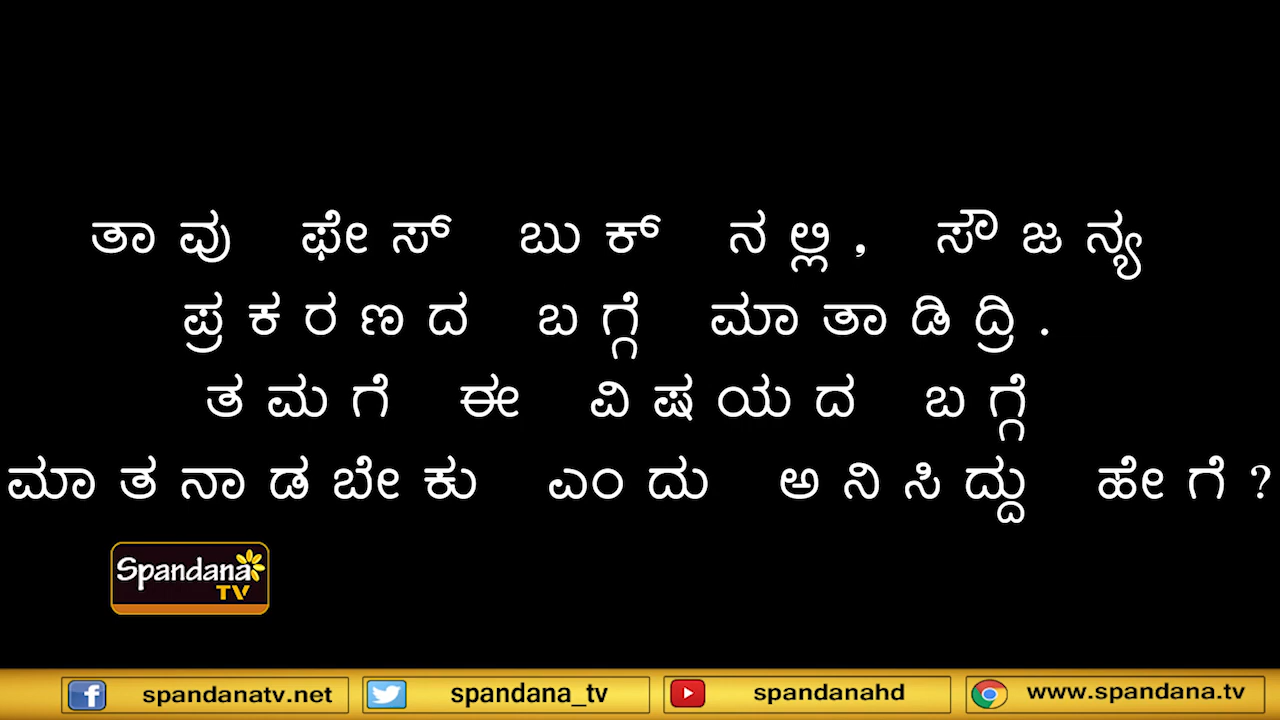 ತಾವು ಫೇಸ್ ಬುಕ್ ನಲ್ಲಿ, ಸೌಜನ್ಯ
ಪ್ರಕರಣದ ಬಗ್ಗೆ ಮಾತಾಡಿದ್ರಿ.
ತಮಗೆ ಈ ವಿಷಯದ ಬಗ್ಗೆ
ಮಾತನಾಡಬೇಕು ಎಂದು ಅನಿಸಿದ್ದು ಹೇಗೆ?
Spandana
TV
spandanatv.net spandana_tv spandanahd www.spandana.tv